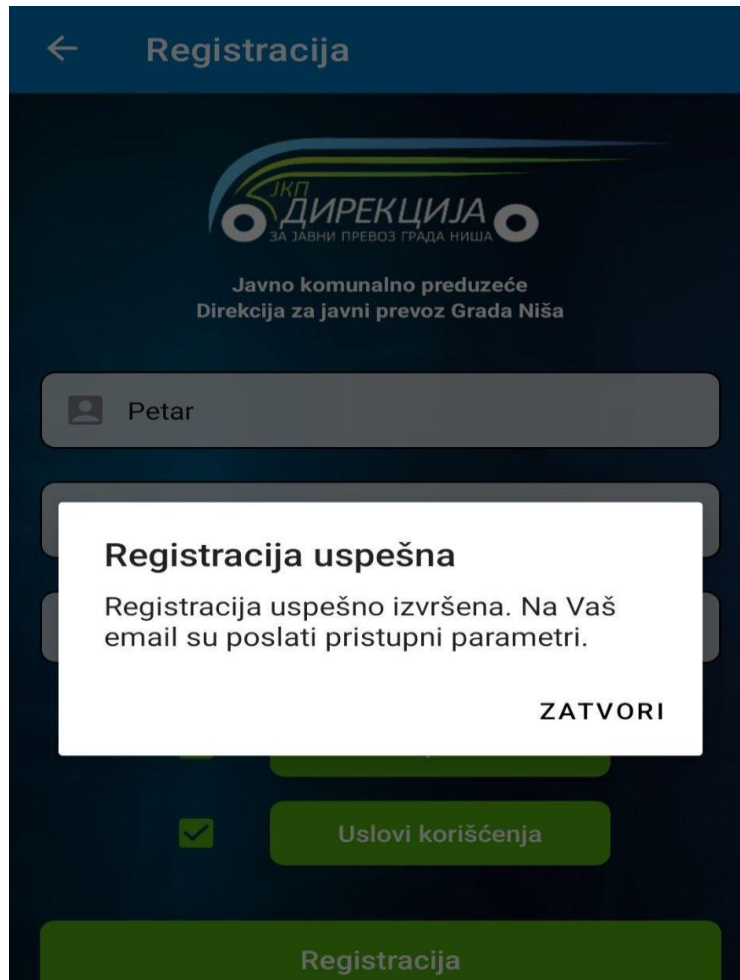 Registracija
ЈКП
ДИРЕКЦИЈА
ЗА ЈАВНИ ПРЕВОЗ ГРАДА НИША
Javno komunalno preduzeće
Direkcija za javni prevoz Grada Niša
Petar
Registracija uspešna
Registracija uspešno izvršena. Na Vaš
email su poslati pristupni parametri.
ZATVORI
Uslovi korišćenja
Registracija